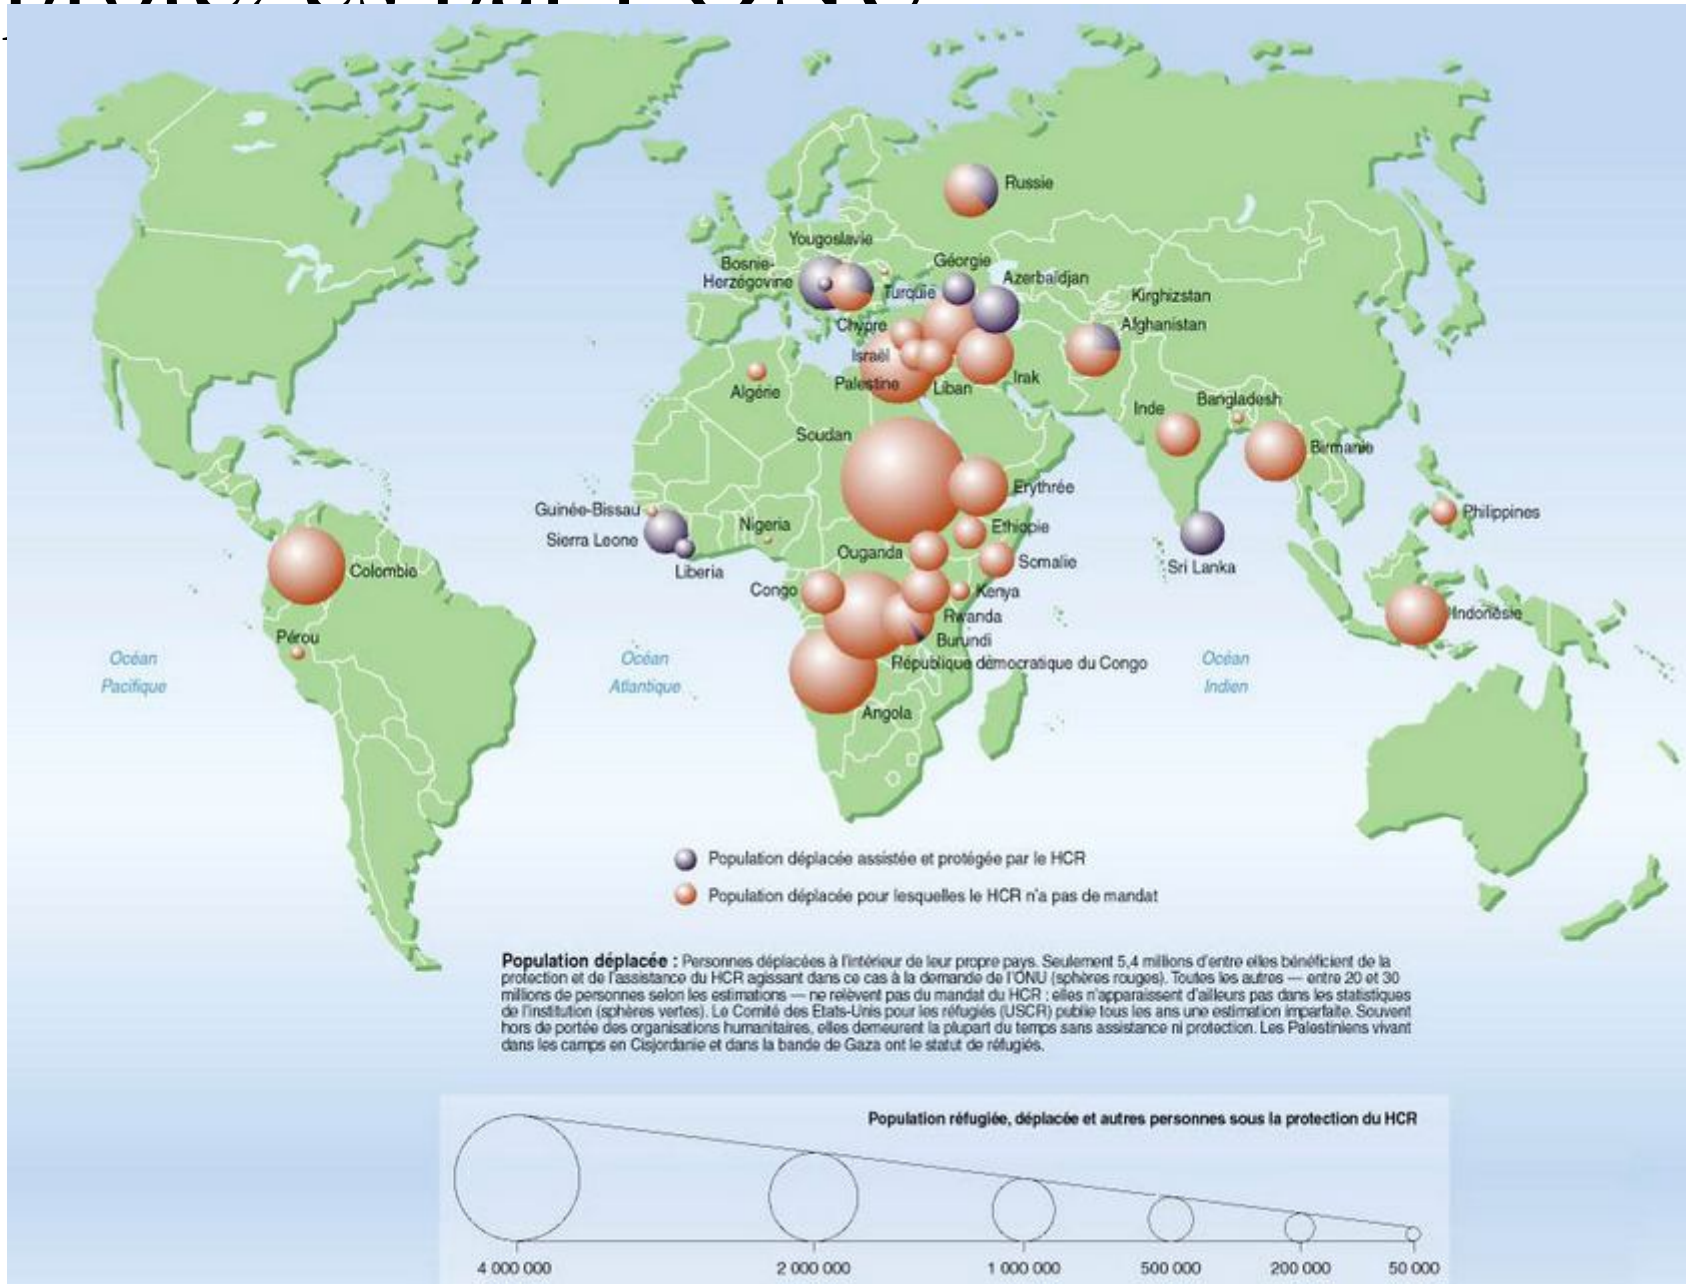 Russie
Yougoslavie
Bosnie-
Herzégovine
Géorgie
Turquie
Azerbaïdjan
Kirghizstan
Afghanistan
Chypre
Israël
Palestine
Liban
Irak
Algérie
Inde
Bangladesh
Birmanie
Soudan
Erythrée
Guinée-Bissau
Nigeria
Ethiopie
Philippines
Sierra Leone
Ouganda
Somalie
Sri Lanka
Liberia
Colombie
Congo
Kenya
Rwanda
Indonésie
Pérou
Burundi
République démocratique du Congo
Océan
Pacifique
Océan
Atlantique
Océan
Indien
Angola
Population déplacée assistée et protégée par le HCR
Population déplacée pour lesquelles le HCR n'a pas de mandat
Population déplacée : Personnes déplacées à l'intérieur de leur propre pays. Seulement 5,4 millions d'entre elles bénéficient de la
protection et de l'assistance du HCR agissant dans ce cas à la demande de l'ONU (sphères rouges). Toutes les autres — entre 20 et 30
millions de personnes selon les estimations — ne relèvent pas du mandat du HCR ; elles n'apparaissent d'ailleurs pas dans les statistiques
de l'institution (sphères vertes). Le Comité des Etats-Unis pour les réfugiés (USCR) publie tous les ans une estimation imparfaite. Souvent
hors de portée des organisations humanitaires, elles demeurent la plupart du temps sans assistance ni protection. Les Palestiniens vivant
dans les camps en Cisjordanie et dans la bande de Gaza ont le statut de réfugiés.
Population réfugiée, déplacée et autres personnes sous la protection du HCR
4 000 000 2 000 000 1 000 000 500 000 200 000 50 000